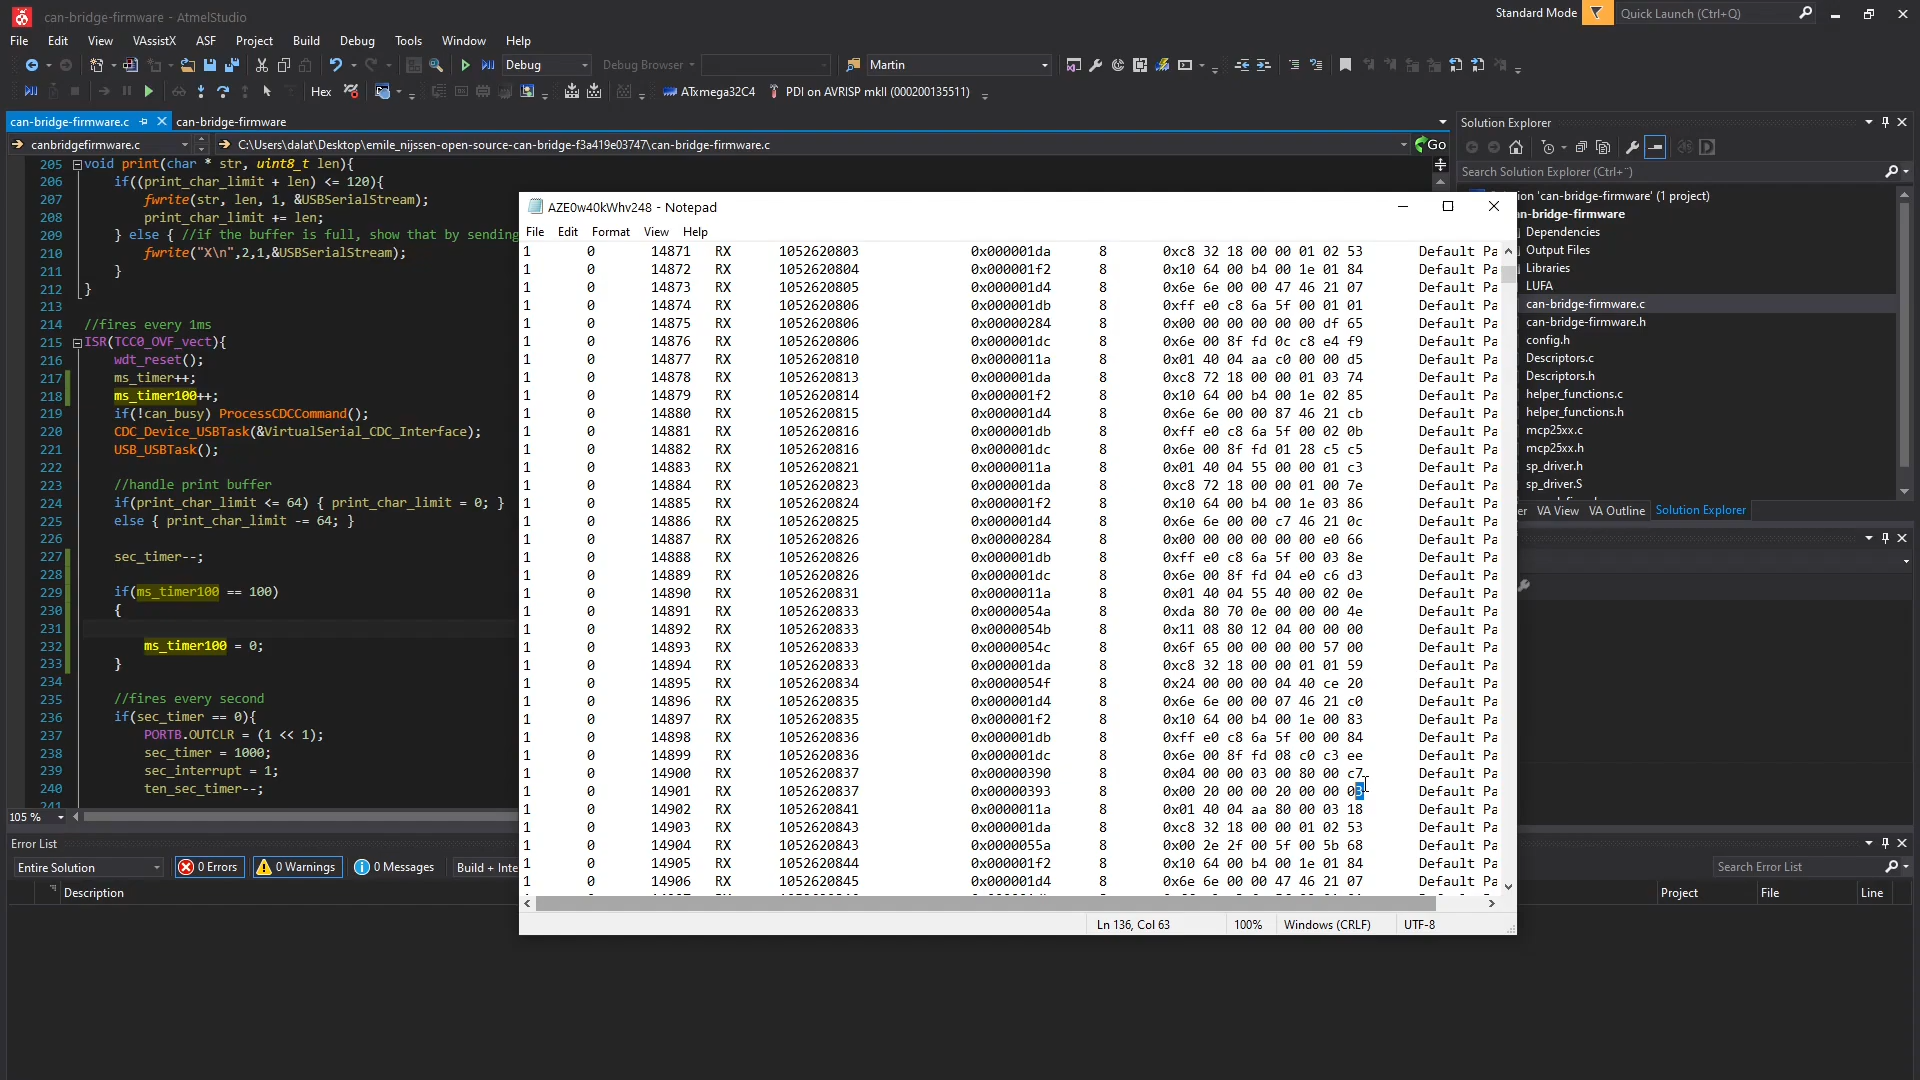 can-bridge-firmware - AtmelStudio
Standard Mode
Quick Launch (Ctrl+Q)
File Edit View VAssistX ASF Project Build Debug Tools Window Help
Debug Debug Browser Martin
Hex ATxmega32C4 PDI on AVRISP mkII (000200135511)
can-bridge-firmware.c can-bridge-firmware
canbridgefirmware.c C:\Users\dalat\Desktop\emile_nijssen-open-source-can-bridge-f3a419e03747\can-bridge-firmware.c Go
205 void print(char * str, uint8_t len){
206 if((print_char_limit + len) <= 120){
207 fwrite(str, len, 1, &USBSerialStream);
208 print_char_limit += len;
209 } else { //if the buffer is full, show that by sending
210 fwrite("X\n",2,1,&USBSerialStream);
211 }
212 }
213
214 //fires every 1ms
215 ISR(TCC0_OVF_vect){
216 wdt_reset();
217 ms_timer++;
218 ms_timer100++;
219 if(!can_busy) ProcessCDCCommand();
220 CDC_Device_USBTask(&VirtualSerial_CDC_Interface);
221 USB_USBTask();
222
223 //handle print buffer
224 if(print_char_limit <= 64) { print_char_limit = 0; }
225 else { print_char_limit -= 64; }
226
227 sec_timer--;
228
229 if(ms_timer100 == 100)
230 {
231
232 ms_timer100 = 0;
233 }
234
235 //fires every second
236 if(sec_timer == 0){
237 PORTB.OUTCLR = (1 << 1);
238 sec_timer = 1000;
239 sec_interrupt = 1;
240 ten_sec_timer--;
241
105 %
AZE0w40kWhv248 - Notepad
File Edit Format View Help
1 0 14871 RX 1052620803 0x000001da 8 0xc8 32 18 00 00 01 02 53 Default Pa
1 0 14872 RX 1052620804 0x000001f2 8 0x10 64 00 b4 00 1e 01 84 Default Pa
1 0 14873 RX 1052620805 0x000001d4 8 0x6e 6e 00 00 47 46 21 07 Default Pa
1 0 14874 RX 1052620806 0x000001db 8 0xff e0 c8 6a 5f 00 01 01 Default Pa
1 0 14875 RX 1052620806 0x00000284 8 0x00 00 00 00 00 00 df 65 Default Pa
1 0 14876 RX 1052620806 0x000001dc 8 0x6e 00 8f fd 0c c8 e4 f9 Default Pa
1 0 14877 RX 1052620810 0x0000011a 8 0x01 40 04 aa c0 00 00 d5 Default Pa
1 0 14878 RX 1052620813 0x000001da 8 0xc8 72 18 00 00 01 03 74 Default Pa
1 0 14879 RX 1052620814 0x000001f2 8 0x10 64 00 b4 00 1e 02 85 Default Pa
1 0 14880 RX 1052620815 0x000001d4 8 0x6e 6e 00 00 87 46 21 cb Default Pa
1 0 14881 RX 1052620816 0x000001db 8 0xff e0 c8 6a 5f 00 02 0b Default Pa
1 0 14882 RX 1052620816 0x000001dc 8 0x6e 00 8f fd 01 28 c5 c5 Default Pa
1 0 14883 RX 1052620821 0x0000011a 8 0x01 40 04 55 00 00 01 c3 Default Pa
1 0 14884 RX 1052620823 0x000001da 8 0xc8 72 18 00 00 01 00 7e Default Pa
1 0 14885 RX 1052620824 0x000001f2 8 0x10 64 00 b4 00 1e 03 86 Default Pa
1 0 14886 RX 1052620825 0x000001d4 8 0x6e 6e 00 00 c7 46 21 0c Default Pa
1 0 14887 RX 1052620826 0x00000284 8 0x00 00 00 00 00 00 e0 66 Default Pa
1 0 14888 RX 1052620826 0x000001db 8 0xff e0 c8 6a 5f 00 03 8e Default Pa
1 0 14889 RX 1052620826 0x000001dc 8 0x6e 00 8f fd 04 e0 c6 d3 Default Pa
1 0 14890 RX 1052620831 0x0000011a 8 0x01 40 04 55 40 00 02 0e Default Pa
1 0 14891 RX 1052620833 0x0000054a 8 0xda 80 70 0e 00 00 00 4e Default Pa
1 0 14892 RX 1052620833 0x0000054b 8 0x11 08 80 12 04 00 00 00 Default Pa
1 0 14893 RX 1052620833 0x0000054c 8 0x6f 65 00 00 00 00 57 00 Default Pa
1 0 14894 RX 1052620833 0x000001da 8 0xc8 32 18 00 00 01 01 59 Default Pa
1 0 14895 RX 1052620834 0x0000054f 8 0x24 00 00 00 04 40 ce 20 Default Pa
1 0 14896 RX 1052620835 0x000001d4 8 0x6e 6e 00 00 07 46 21 c0 Default Pa
1 0 14897 RX 1052620835 0x000001f2 8 0x10 64 00 b4 00 1e 00 83 Default Pa
1 0 14898 RX 1052620836 0x000001db 8 0xff e0 c8 6a 5f 00 00 84 Default Pa
1 0 14899 RX 1052620836 0x000001dc 8 0x6e 00 8f fd 08 c0 c3 ee Default Pa
1 0 14900 RX 1052620837 0x00000390 8 0x04 00 00 03 00 80 00 c7 Default Pa
1 0 14901 RX 1052620837 0x00000393 8 0x00 20 00 00 20 00 00 03 Default Pa
1 0 14902 RX 1052620841 0x0000011a 8 0x01 40 04 aa 80 00 03 18 Default Pa
1 0 14903 RX 1052620843 0x000001da 8 0xc8 32 18 00 00 01 02 53 Default Pa
1 0 14904 RX 1052620843 0x0000055a 8 0x00 2e 2f 00 5f 00 5b 68 Default Pa
1 0 14905 RX 1052620844 0x000001f2 8 0x10 64 00 b4 00 1e 01 84 Default Pa
1 0 14906 RX 1052620845 0x000001d4 8 0x6e 6e 00 00 47 46 21 07 Default Pa
Ln 136, Col 63 100% Windows (CRLF) UTF-8
Solution Explorer
Search Solution Explorer (Ctrl+¨)
'can-bridge-firmware' (1 project)
n-bridge-firmware
Dependencies
Output Files
Libraries
LUFA
can-bridge-firmware.c
can-bridge-firmware.h
config.h
Descriptors.c
Descriptors.h
helper_functions.c
helper_functions.h
mcp25xx.c
mcp25xx.h
sp_driver.h
sp_driver.S
er VA View VA Outline Solution Explorer
Error List
Entire Solution 0 Errors 0 Warnings 0 Messages Build + Inte
Search Error List
Description Project File Line